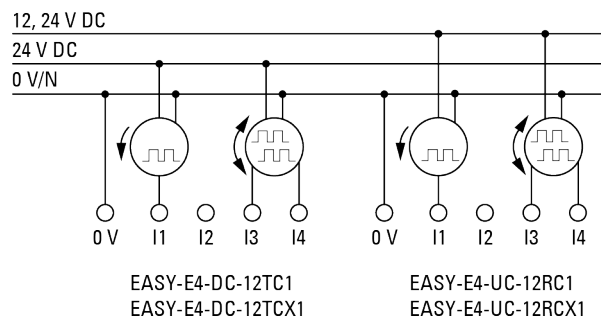 12, 24 V DC
24 V DC
0 V/N
0 V I1 I2 I3 I4 0 V I1 I2 I3 I4
EASY-E4-DC-12TC1 EASY-E4-UC-12RC1
EASY-E4-DC-12TCX1 EASY-E4-UC-12RCX1